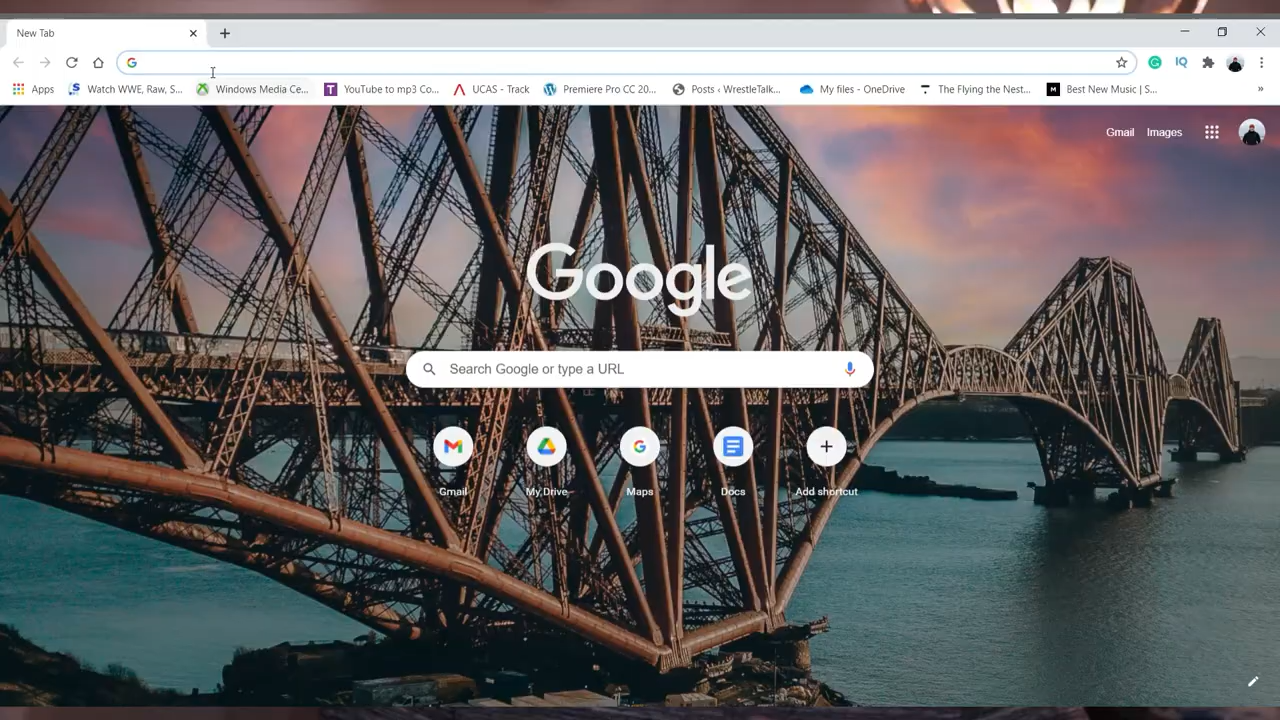 New Tab
Apps
Watch WWE, Raw, S...
Windows Media Ce...
YouTube to mp3 Co...
UCAS - Track
Premiere Pro CC 20...
Posts ‹ WrestleTalk...
My files - OneDrive
The Flying the Nest...
Best New Music | S...
Gmail
Images
Google
Search Google or type a URL
Gmail
My Drive
Maps
Docs
Add shortcut